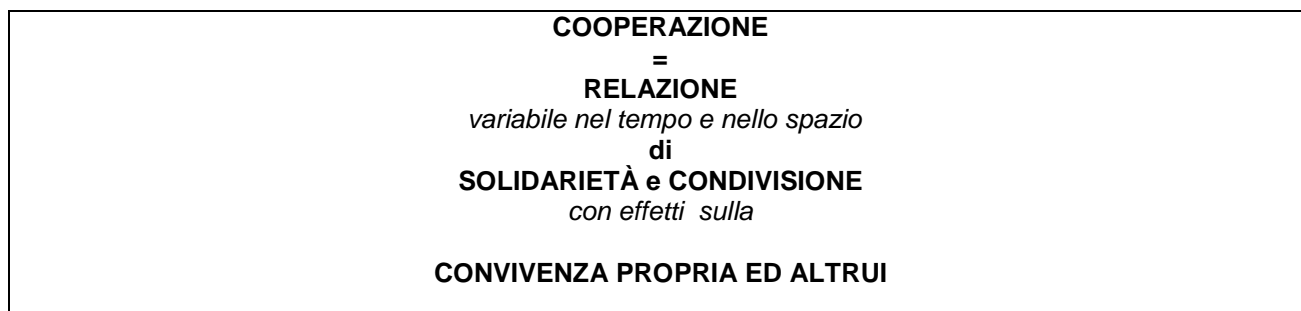 COOPERAZIONE
=
RELAZIONE
variabile nel tempo e nello spazio
di
SOLIDARIETÀ e CONDIVISIONE
con effetti  sulla
CONVIVENZA PROPRIA ED ALTRUI